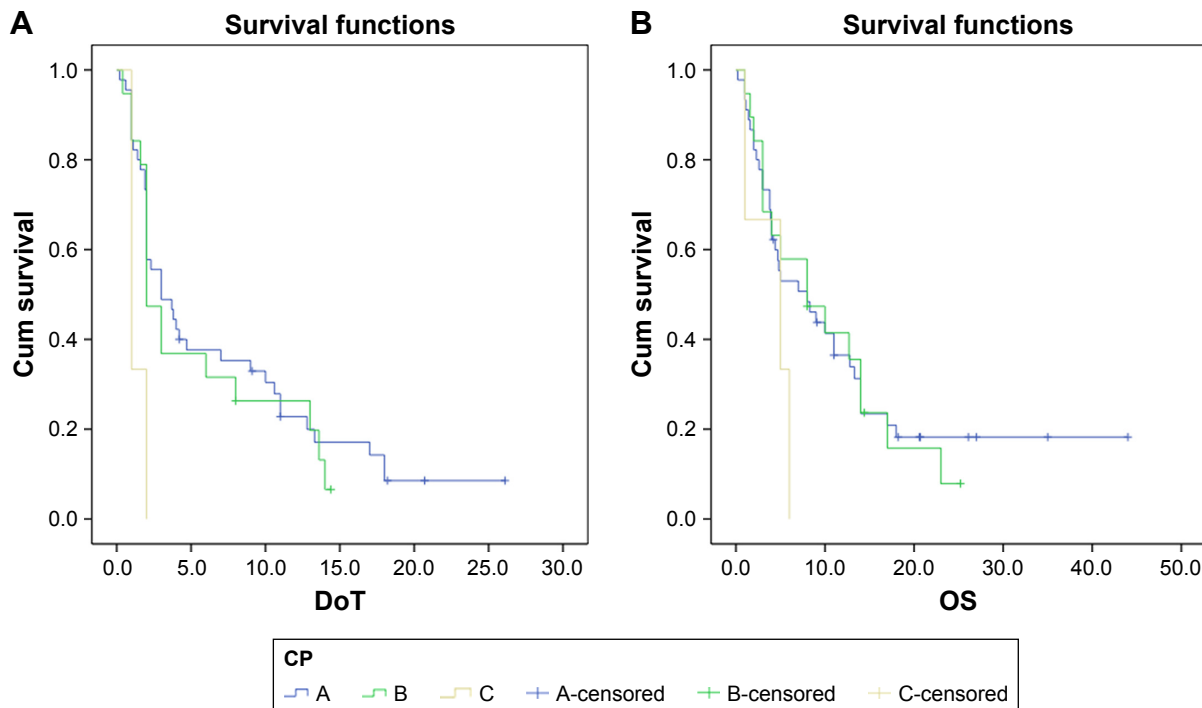 A
Survival functions
Cum survival
1.0
0.8
0.6
0.4
0.2
0.0
0.0 5.0 10.0 15.0 20.0 25.0 30.0
DoT
B
Survival functions
Cum survival
1.0
0.8
0.6
0.4
0.2
0.0
0.0 10.0 20.0 30.0 40.0 50.0
OS
CP
A B C A-censored B-censored C-censored